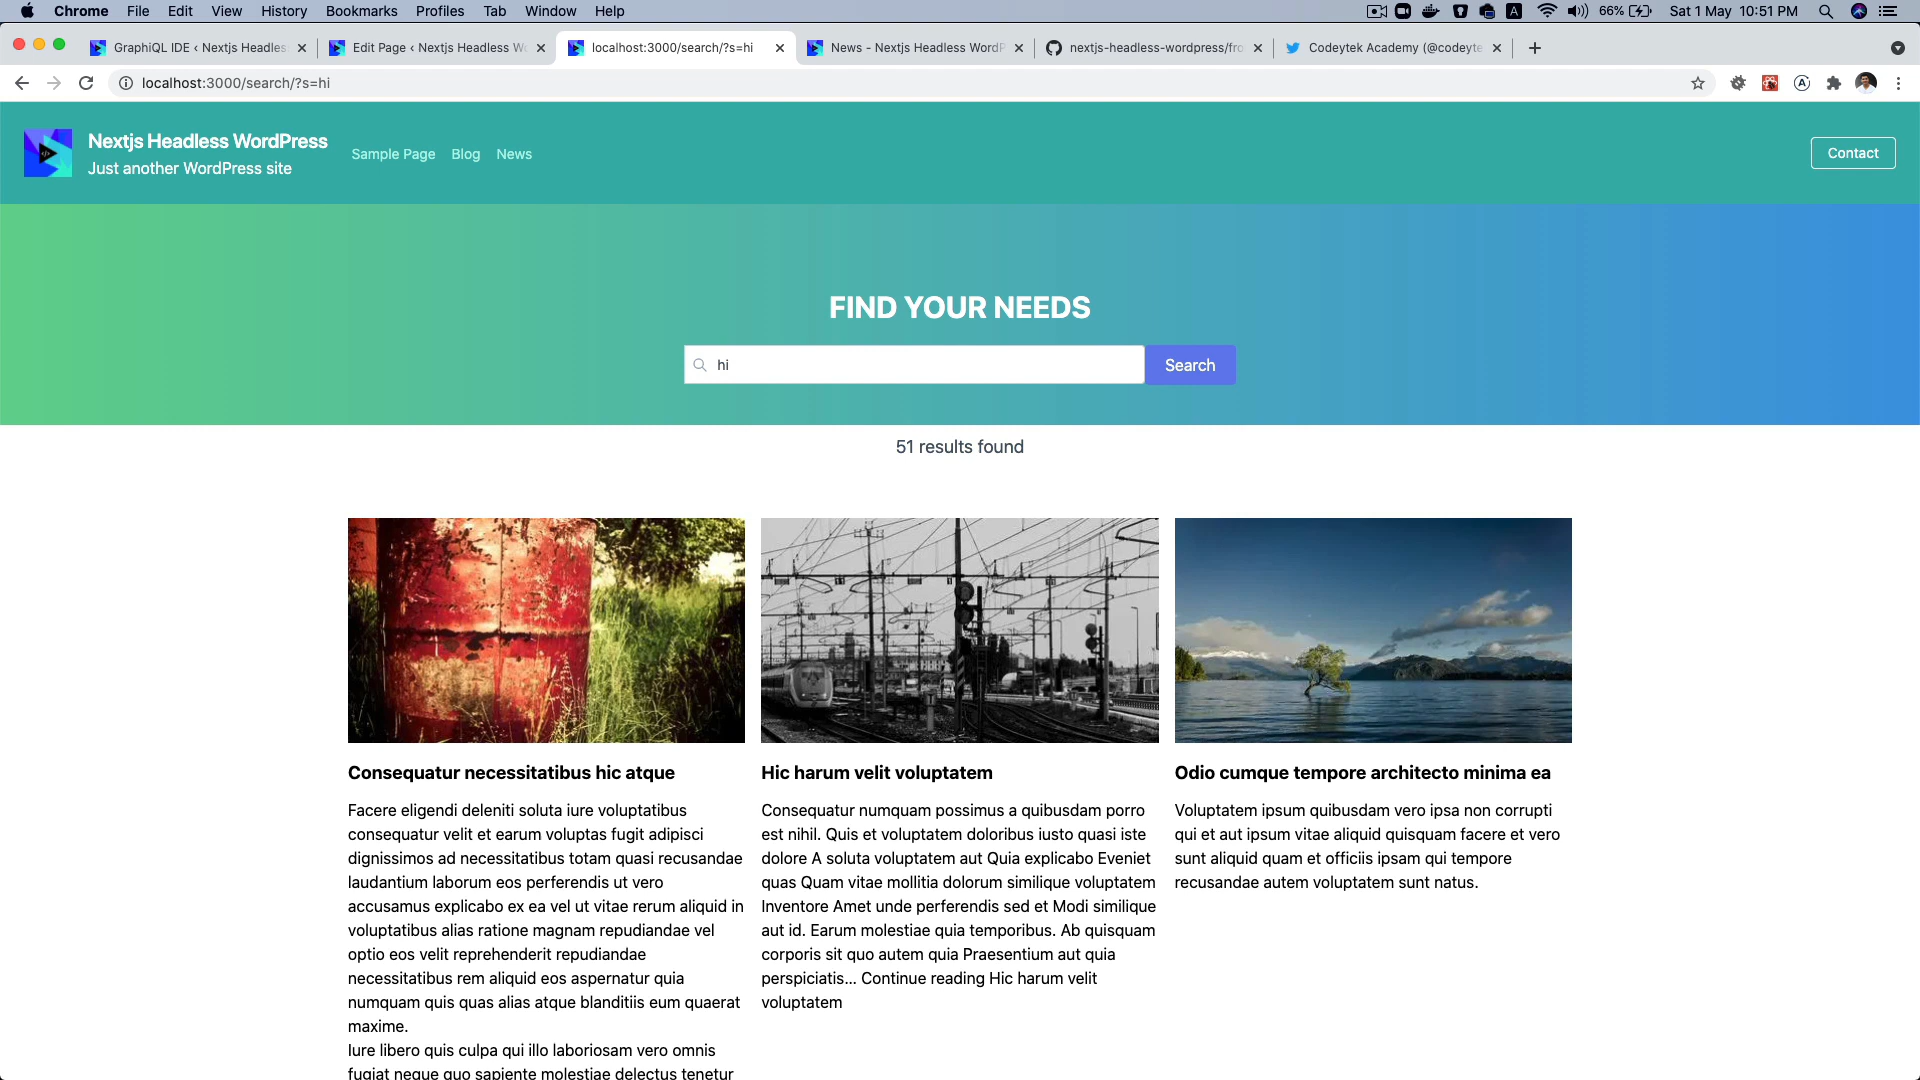 Chrome File Edit View History Bookmarks Profiles Tab Window Help 66% Sat 1 May 10:51 PM
GraphiQL IDE ‹ Nextjs Headles
Edit Page ‹ Nextjs Headless W
localhost:3000/search/?s=hi
News - Nextjs Headless WordP
nextjs-headless-wordpress/fro
Codeytek Academy (@codeyte
localhost:3000/search/?s=hi
Nextjs Headless WordPress
Just another WordPress site
Sample Page Blog News
Contact
FIND YOUR NEEDS
hi
Search
51 results found
Consequatur necessitatibus hic atque
Facere eligendi deleniti soluta iure voluptatibus
consequatur velit et earum voluptas fugit adipisci
dignissimos ad necessitatibus totam quasi recusandae
laudantium laborum eos perferendis ut vero
accusamus explicabo ex ea vel ut vitae rerum aliquid in
voluptatibus alias ratione magnam repudiandae vel
optio eos velit reprehenderit repudiandae
necessitatibus rem aliquid eos aspernatur quia
numquam quis quas alias atque blanditiis eum quaerat
maxime.
Iure libero quis culpa qui illo laboriosam vero omnis
fugiat neque quo sapiente molestiae delectus tenetur
Hic harum velit voluptatem
Consequatur numquam possimus a quibusdam porro
est nihil. Quis et voluptatem doloribus iusto quasi iste
dolore A soluta voluptatem aut Quia explicabo Eveniet
quas Quam vitae mollitia dolorum similique voluptatem
Inventore Amet unde perferendis sed et Modi similique
aut id. Earum molestiae quia temporibus. Ab quisquam
corporis sit quo autem quia Praesentium aut quia
perspiciatis... Continue reading Hic harum velit
voluptatem
Odio cumque tempore architecto minima ea
Voluptatem ipsum quibusdam vero ipsa non corrupti
qui et aut ipsum vitae aliquid quisquam facere et vero
sunt aliquid quam et officiis ipsam qui tempore
recusandae autem voluptatem sunt natus.